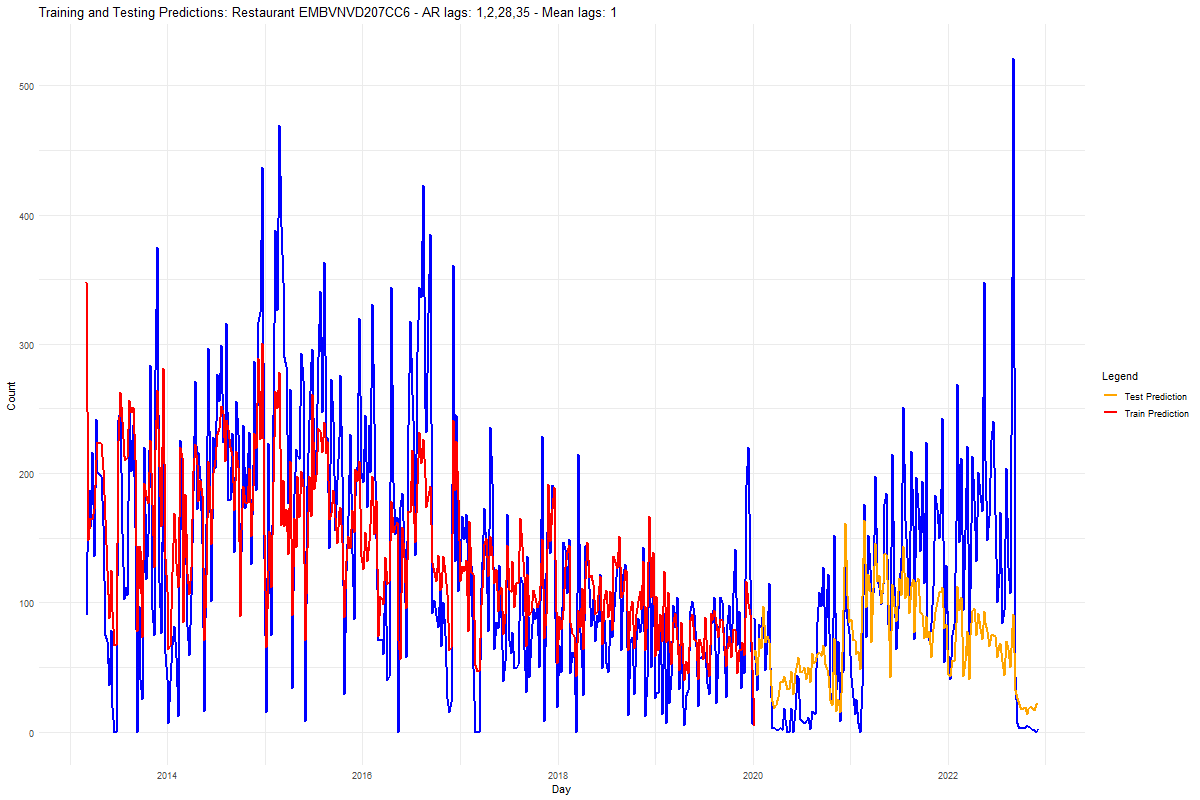 Training and Testing Predictions: Restaurant EMBVNVD207CC6 - AR lags: 1,2,28,35 - Mean lags: 1
Count
500
400
300
200
100
0
2014
2016
2018
2020
2022
Day
Legend
Test Prediction
Train Prediction